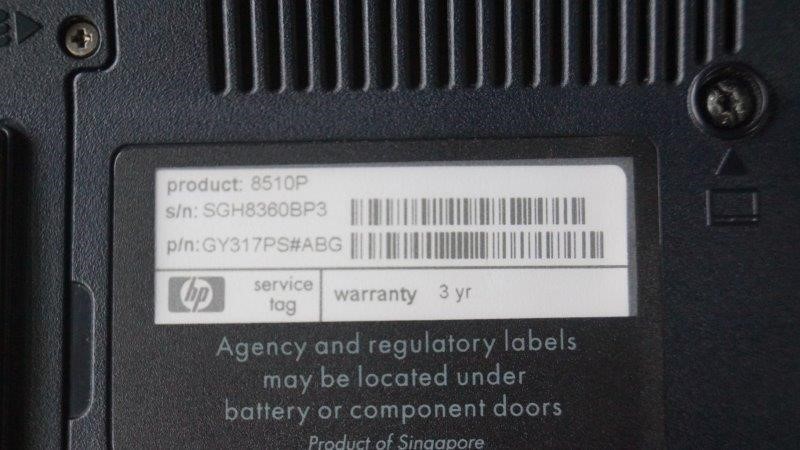 product: 8510P
s/n: SGH8360BP3
p/n: GY317PS#ABG
hp
service
tag
warranty 3 yr
Agency and regulatory labels
may be located under
battery or component doors
Product of Singapore